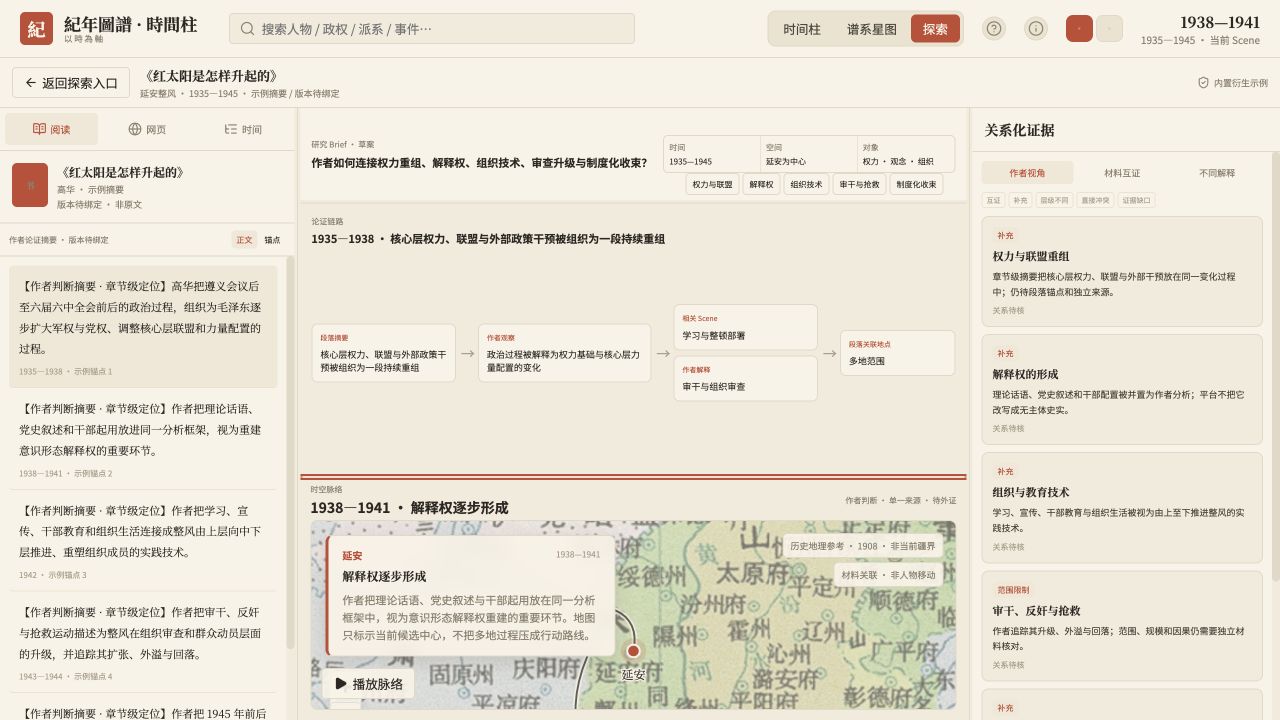 紀
紀年圖譜·時間柱
以時為軸
搜索人物 / 政权 / 派系 / 事件…
时间柱
谱系星图
探索
1938—1941
1935—1945 · 当前 Scene
返回探索入口
《红太阳是怎样升起的》
延安整风 · 1935—1945 · 示例摘要 / 版本待绑定
内置衍生示例
阅读
网页
时间
《红太阳是怎样升起的》
高华 · 示例摘要
版本待绑定 · 非原文
作者论证摘要 · 版本待绑定
正文
锚点
【作者判断摘要 · 章节级定位】高华把遵义会议后
至六届六中全会前后的政治过程，组织为毛泽东逐
步扩大军权与党权、调整核心层联盟和力量配置的
过程。
1935—1938 · 示例锚点 1
【作者判断摘要 · 章节级定位】作者把理论话语、
党史叙述和干部起用放进同一分析框架，视为重建
意识形态解释权的重要环节。
1938—1941 · 示例锚点 2
【作者判断摘要 · 章节级定位】作者把学习、宣
传、干部教育和组织生活连接成整风由上层向中下
层推进、重塑组织成员的实践技术。
1942 · 示例锚点 3
【作者判断摘要 · 章节级定位】作者把审干、反奸
与抢救运动描述为整风在组织审查和群众动员层面
的升级，并追踪其扩张、外溢与回落。
1943—1944 · 示例锚点 4
【作者判断摘要 · 章节级定位】作者把 1945 年前后
研究 Brief · 草案
作者如何连接权力重组、解释权、组织技术、审查升级与制度化收束？
时间
1935—1945
空间
延安为中心
对象
权力 · 观念 · 组织
权力与联盟
解释权
组织技术
审干与抢救
制度化收束
论证链路
1935—1938 · 核心层权力、联盟与外部政策干预被组织为一段持续重组
段落摘要
核心层权力、联盟与外部政策干
预被组织为一段持续重组
作者观察
政治过程被解释为权力基础与核心层力
量配置的变化
相关 Scene
学习与整顿部署
作者解释
审干与组织审查
段落关联地点
多地范围
时空脉络
1938—1941 · 解释权逐步形成
作者判断 · 单一来源 · 待外证
延安
1938—1941
解释权逐步形成
作者把理论话语、党史叙述与干部起用放在同一分析
框架中，视为意识形态解释权重建的重要环节。地图
只标示当前候选中心，不把多地过程压成行动路线。
历史地理参考 · 1908 · 非当前疆界
材料关联 · 非人物移动
绥德州
黄
太原府
平定
汾州府
顺德府
隰州
霍州
辽州
广平府
河
沁州
潞安府
固原州
庆阳府
延安府
延安
同
彰德府
平凉府
播放脉络
关系化证据
作者视角
材料互证
不同解释
互证
补充
层级不同
直接冲突
证据缺口
补充
权力与联盟重组
章节级摘要把核心层权力、联盟与外部干预放在同一变化过程
中；仍待段落锚点和独立来源。
关系待核
补充
解释权的形成
理论话语、党史叙述和干部配置被并置为作者分析；平台不把它
改写成无主体史实。
关系待核
补充
组织与教育技术
学习、宣传、干部教育与组织生活被视为由上至下推进整风的实
践技术。
关系待核
范围限制
审干、反奸与抢救
作者追踪其升级、外溢与回落；范围、规模和因果仍需要独立材
料核对。
关系待核
补充